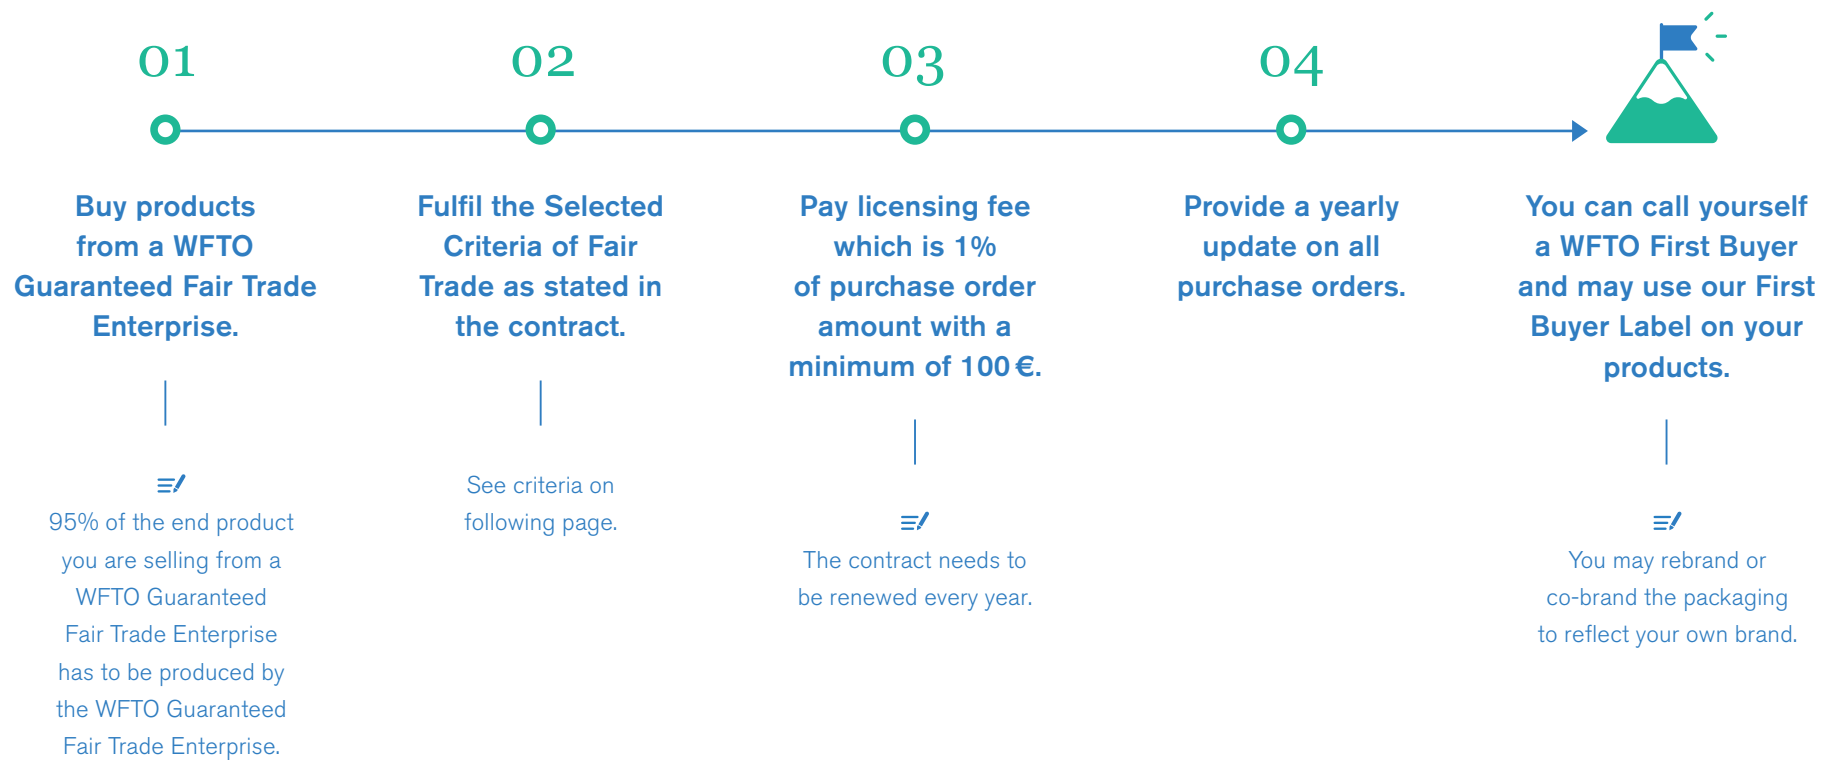 01
Buy products
from a WFTO
Guaranteed Fair Trade
Enterprise.
95% of the end product
you are selling from a
WFTO Guaranteed
Fair Trade Enterprise
has to be produced by
the WFTO Guaranteed
Fair Trade Enterprise.
02
Fulfil the Selected
Criteria of Fair
Trade as stated in
the contract.
See criteria on
following page.
03
Pay licensing fee
which is 1%
of purchase order
amount with a
minimum of 100 €.
The contract needs to
be renewed every year.
04
Provide a yearly
update on all
purchase orders.
You can call yourself
a WFTO First Buyer
and may use our First
Buyer Label on your
products.
You may rebrand or
co-brand the packaging
to reflect your own brand.